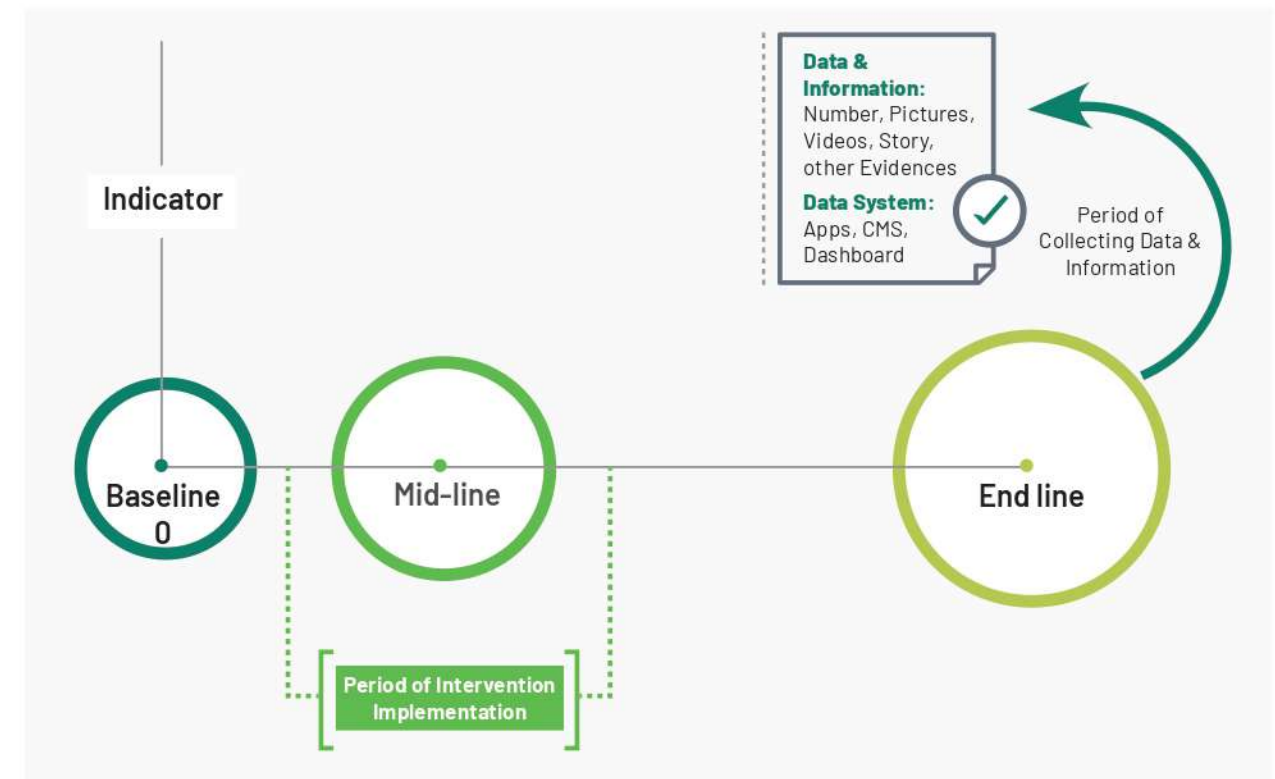 Data &
Information:
Number, Pictures,
Videos, Story,
other Evidences
Data System:
Apps, CMS,
Dashboard
Indicator
Period of
Collecting Data &
Information
Baseline
0
Mid-line
End line
Period of Intervention
Implementation